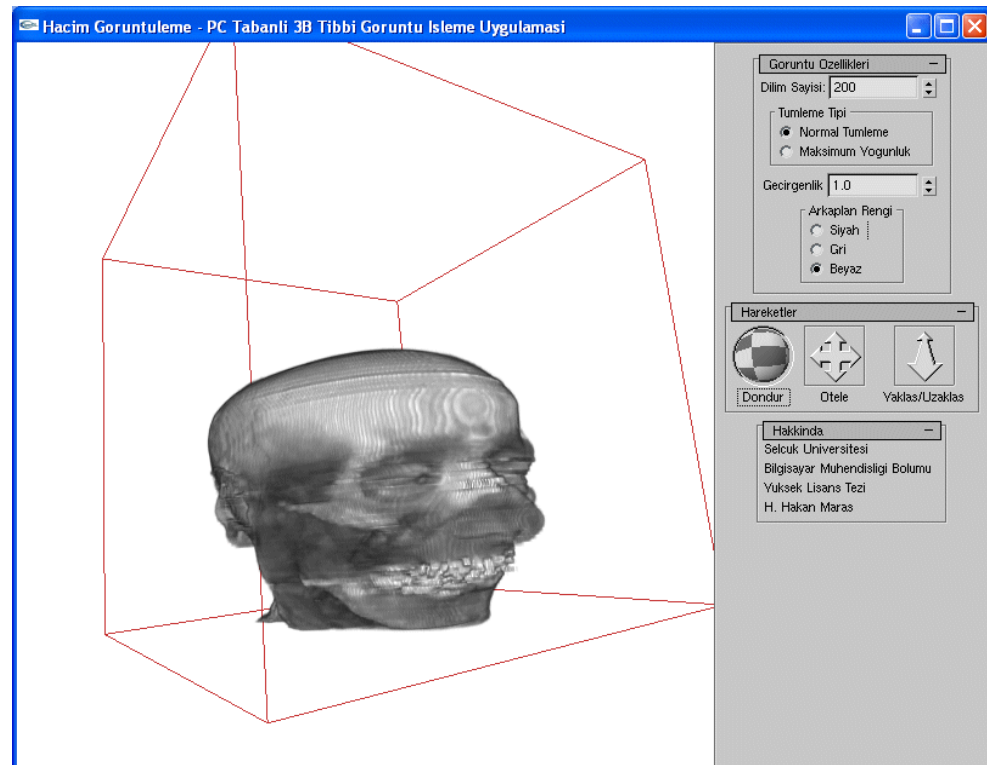 Hacim Goruntuleme - PC Tabanli 3B Tibbi Goruntu Isleme Uygulamasi
Goruntu Ozellikleri
Dilim Sayisi: 200
Tumleme Tipi
Normal Tumleme
Maksimum Yogunluk
Gecirgenlik 1.0
Arkaplan Rengi
Siyah
Gri
Beyaz
Hareketler
Dondur Otele Yaklas/Uzaklas
Hakkinda
Selcuk Universitesi
Bilgisayar Muhendisligi Bolumu
Yuksek Lisans Tezi
H. Hakan Maras